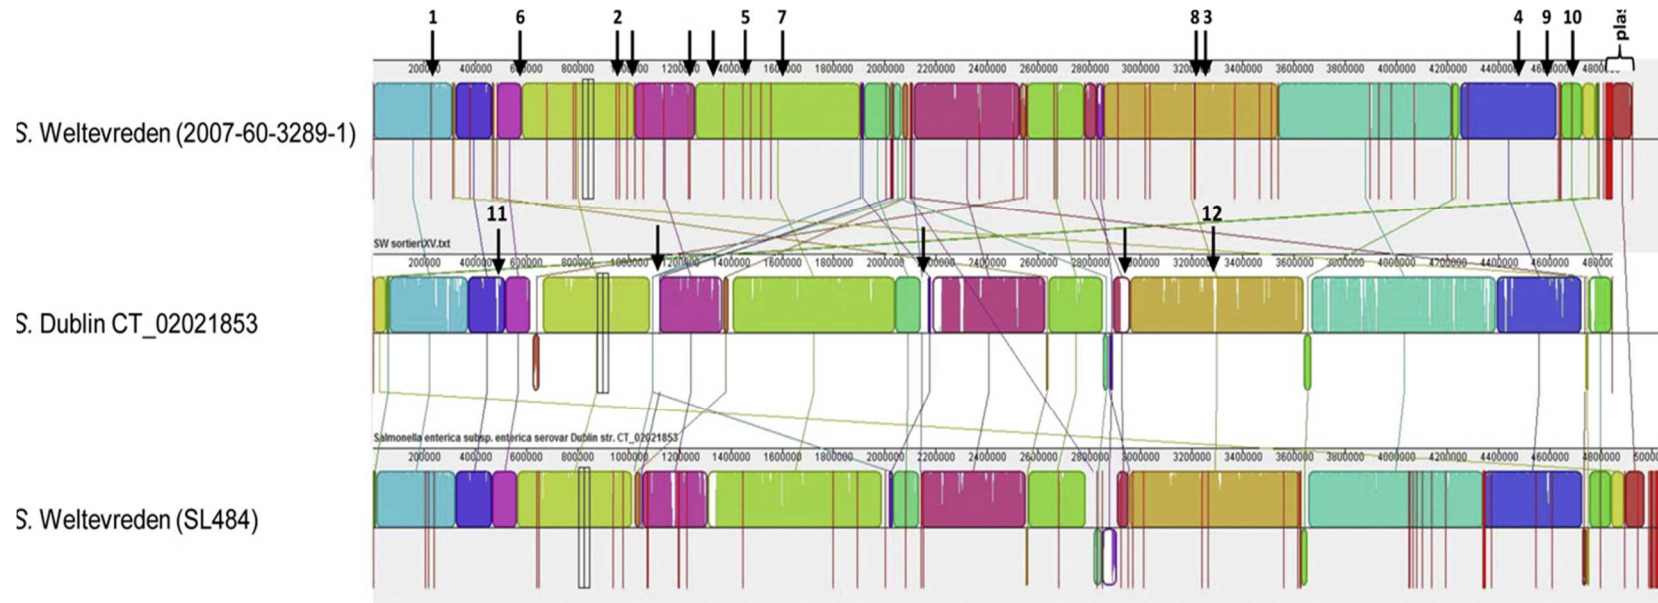 1 6 2 5 7 8 3 4 9 10 plas
200000 400000 600000 800000 1000000 1200000 1400000 1600000 1800000 2000000 2200000 2400000 2600000 2800000 3000000 3200000 3400000 3600000 3800000 4000000 4200000 4400000 4600000
S. Weltevreden (2007-60-3289-1)
11 12
SW sortiertXV.txt
200000 400000 600000 800000 1000000 1200000 1400000 1600000 1800000 2000000 2400000 2600000 2800000 3000000 3200000 3400000 3600000 3800000 4000000 4200000 4400000 4600000 4800000
S. Dublin CT_02021853
Salmonella enterica subsp. enterica serovar Dublin str. CT_02021853
200000 400000 600000 800000 1000000 1200000 1400000 1600000 1800000 2000000 2200000 2400000 2600000 2800000 3000000 3200000 3400000 3600000 3800000 4000000 4200000 4400000 4600000 4800000
S. Weltevreden (SL484)